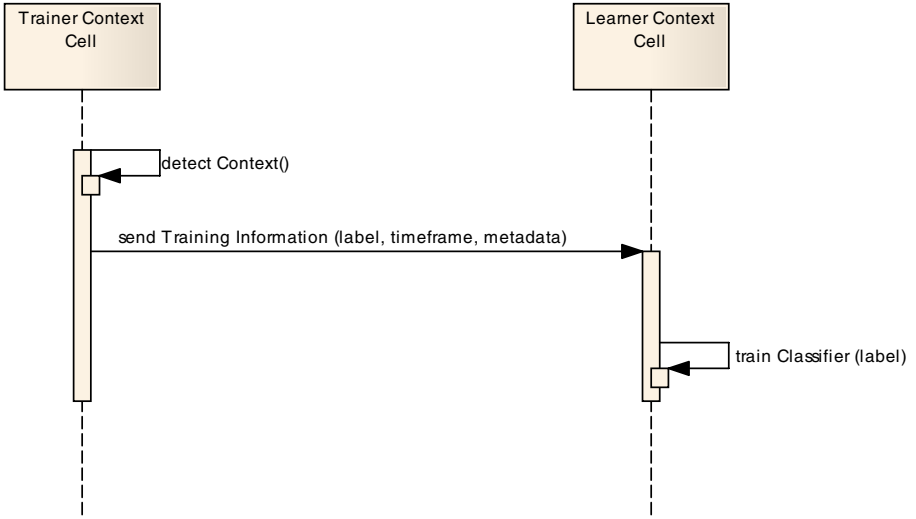 Trainer Context
Cell
Learner Context
Cell
detect Context()
send Training Information (label, timeframe, metadata)
train Classifier (label)